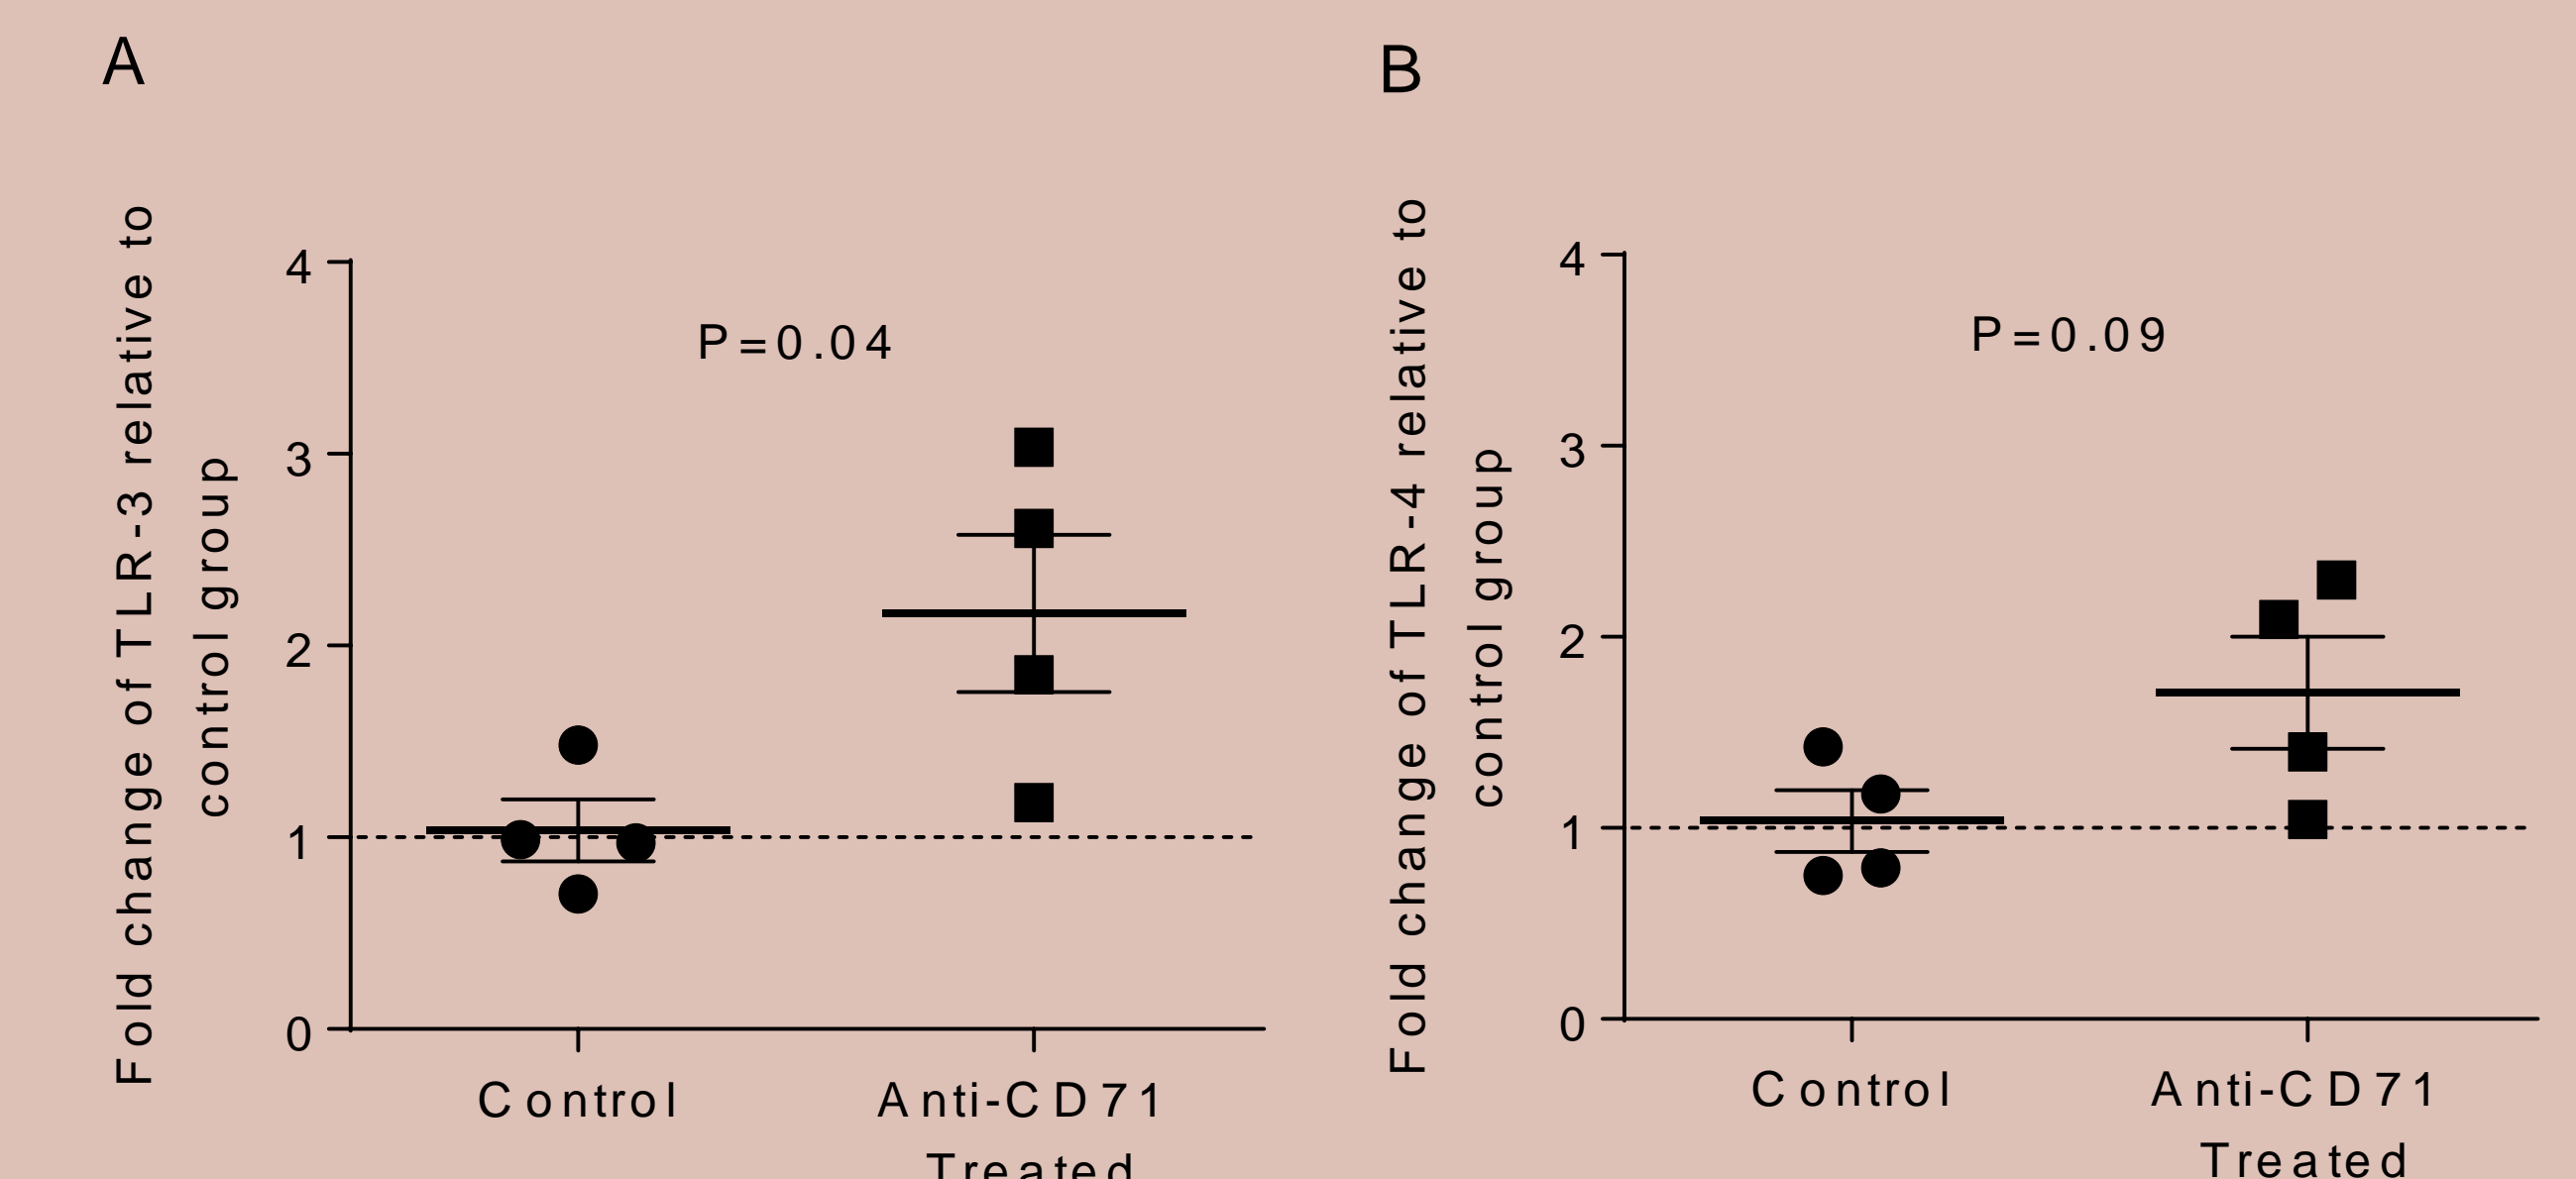 A
Fold change of TLR-3 relative to
control group
4
3
2
1
0
P=0.04
Control
Anti-CD71
Treated
B
Fold change of TLR-4 relative to
control group
4
3
2
1
0
P=0.09
Control
Anti-CD71
Treated